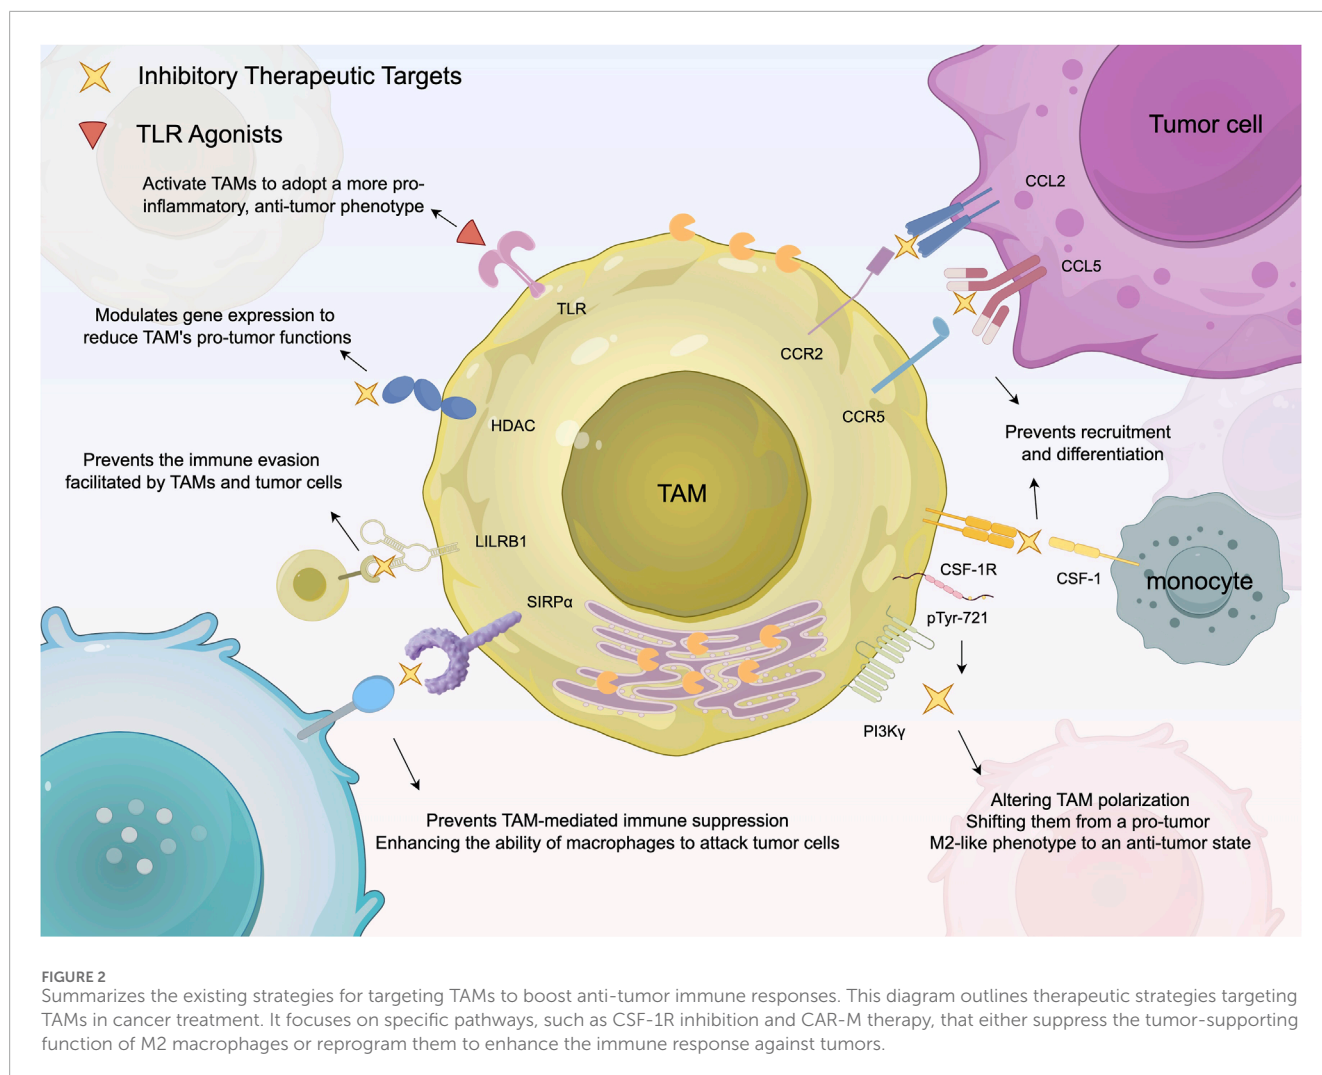 Inhibitory Therapeutic Targets
TLR Agonists
Activate TAMs to adopt a more pro-
inflammatory, anti-tumor phenotype
Tumor cell
CCL2
CCL5
TLR
CCR2
CCR5
Modulates gene expression to
reduce TAM's pro-tumor functions
HDAC
Prevents recruitment
and differentiation
Prevents the immune evasion
facilitated by TAMs and tumor cells
TAM
LILRB1
SIRPα
CSF-1R
CSF-1
monocyte
pTyr-721
PI3Kγ
Prevents TAM-mediated immune suppression
Enhancing the ability of macrophages to attack tumor cells
Altering TAM polarization
Shifting them from a pro-tumor
M2-like phenotype to an anti-tumor state
FIGURE 2
Summarizes the existing strategies for targeting TAMs to boost anti-tumor immune responses. This diagram outlines therapeutic strategies targeting
TAMs in cancer treatment. It focuses on specific pathways, such as CSF-1R inhibition and CAR-M therapy, that either suppress the tumor-supporting
function of M2 macrophages or reprogram them to enhance the immune response against tumors.